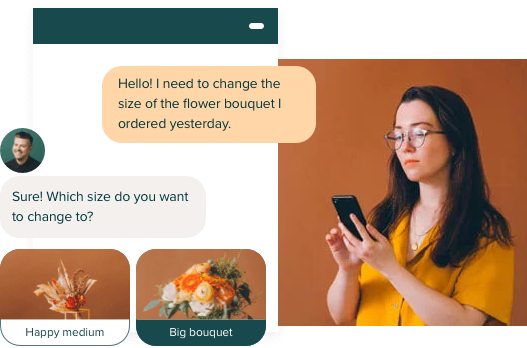 Hello! I need to change the
size of the flower bouquet I
ordered yesterday.
Sure! Which size do you want
to change to?
Happy medium
Big bouquet